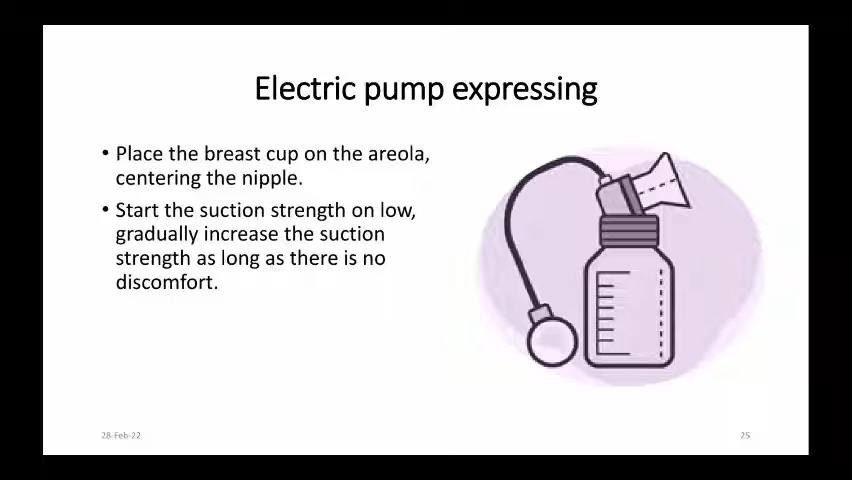 Electric pump expressing
• Place the breast cup on the areola,
centering the nipple.
• Start the suction strength on low,
gradually increase the suction
strength as long as there is no
discomfort.
28-Feb-22
25